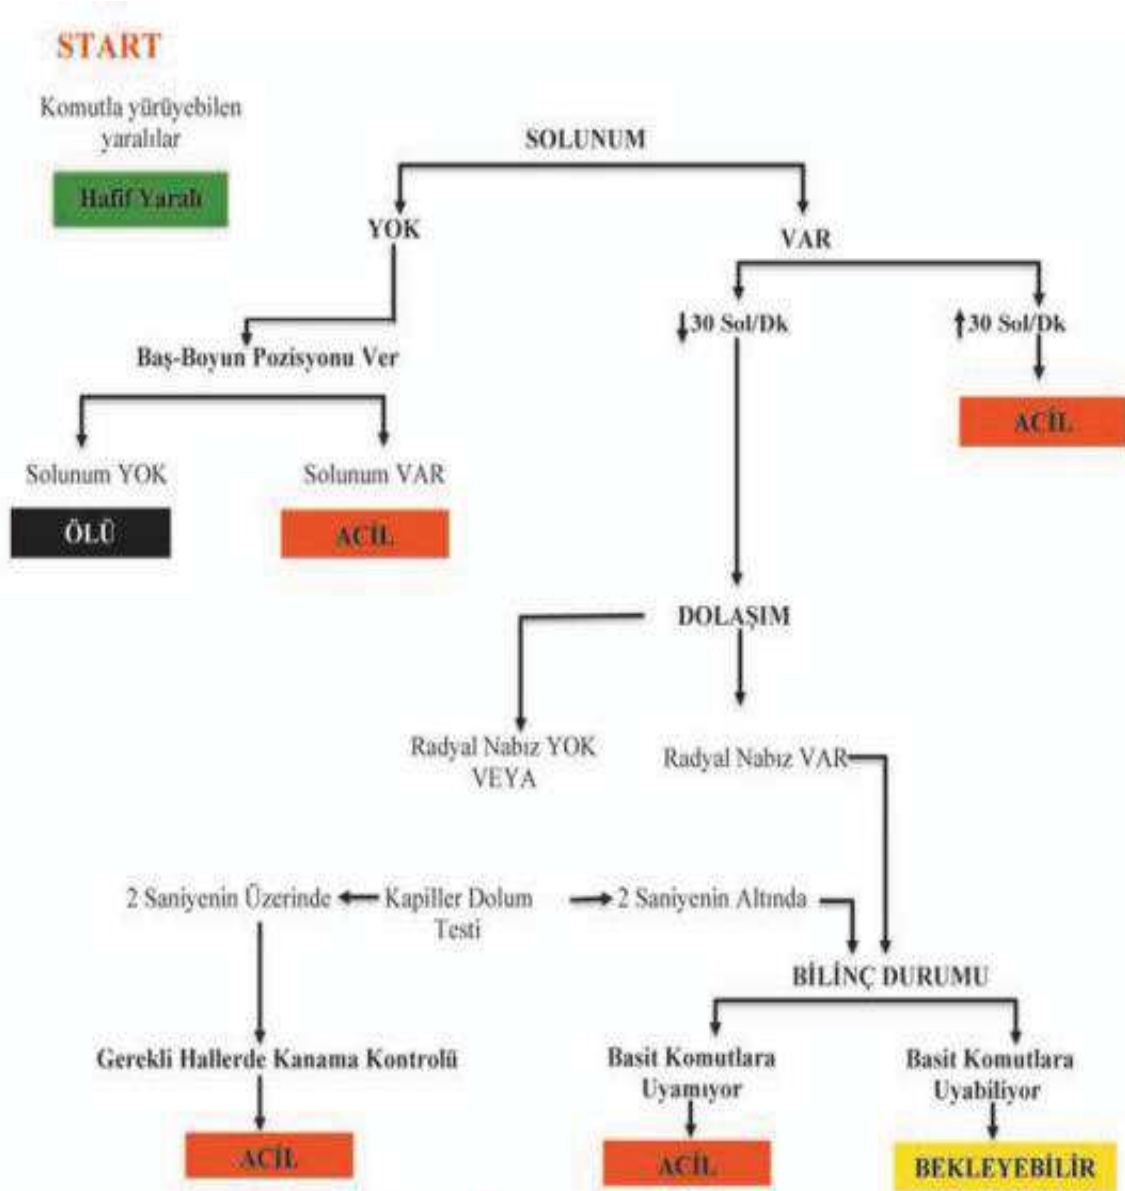 START
Komutla yürüyebilen
yaralılar
Hafif Yaralı
SOLUNUM
YOK
VAR
↓30 Sol/Dk
↑30 Sol/Dk
Baş-Boyun Pozisyonu Ver
ACİL
Solunum YOK
Solunum VAR
ÖLÜ
ACİL
DOLAŞIM
Radyal Nabız YOK
VEYA
Radyal Nabız VAR
2 Saniyenin Üzerinde
Kapiller Dolum
Testi
2 Saniyenin Altında
BİLİNÇ DURUMU
Gerekli Hallerde Kanama Kontrolü
Basit Komutlara
Uyamıyor
Basit Komutlara
Uyabiliyor
ACİL
ACİL
BEKLEYEBİLİR